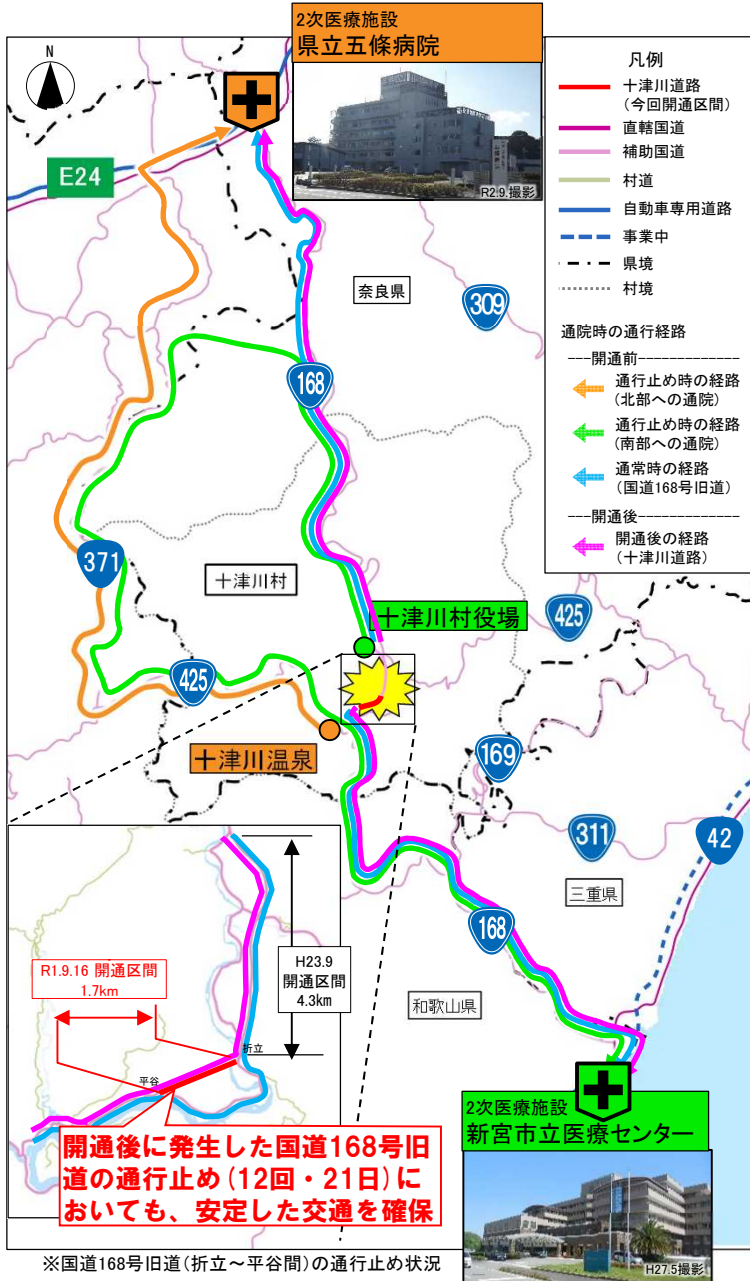 2次医療施設
県立五條病院
R2.9.撮影
N
E24
凡例
十津川道路
(今回開通区間)
直轄国道
補助国道
村道
自動車専用道路
事業中
県境
村境
通院時の通行経路
---開通前-------------
通行止め時の経路
(北部への通院)
通行止め時の経路
(南部への通院)
通常時の経路
(国道168号旧道)
---開通後-------------
開通後の経路
(十津川道路)
奈良県
309
168
371
十津川村
十津川村役場
425
425
十津川温泉
169
311
42
三重県
168
和歌山県
R1.9.16 開通区間
1.7km
H23.9
開通区間
4.3km
折立
平谷
開通後に発生した国道168号旧
道の通行止め(12回・21日)に
おいても、安定した交通を確保
2次医療施設
新宮市立医療センター
H27.5撮影
※国道168号旧道(折立～平谷間)の通行止め状況